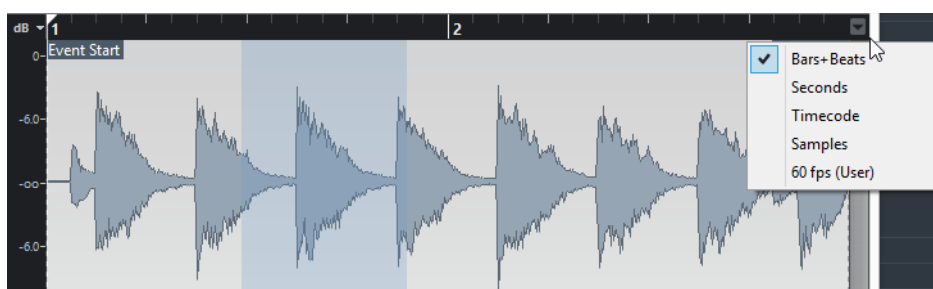 dB 1 2
Event Start
0-
-6.0-
-oo-
-6.0-
Bars+Beats
Seconds
Timecode
Samples
60 fps (User)